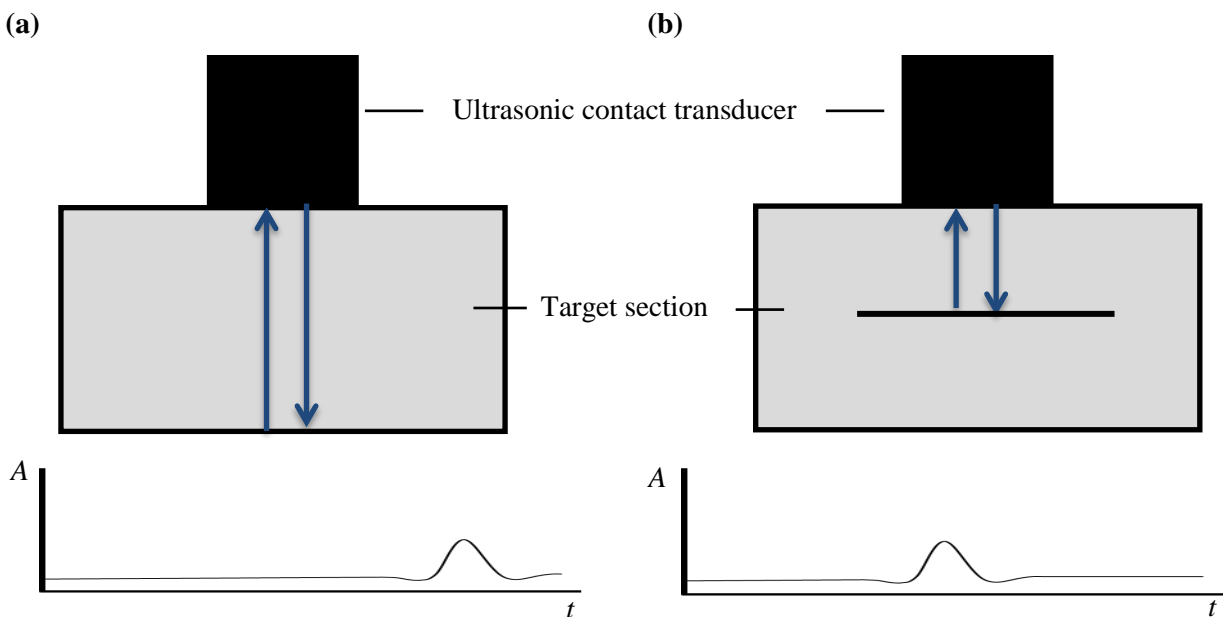 (a)
(b)
Ultrasonic contact transducer
Target section
A
A
t
t